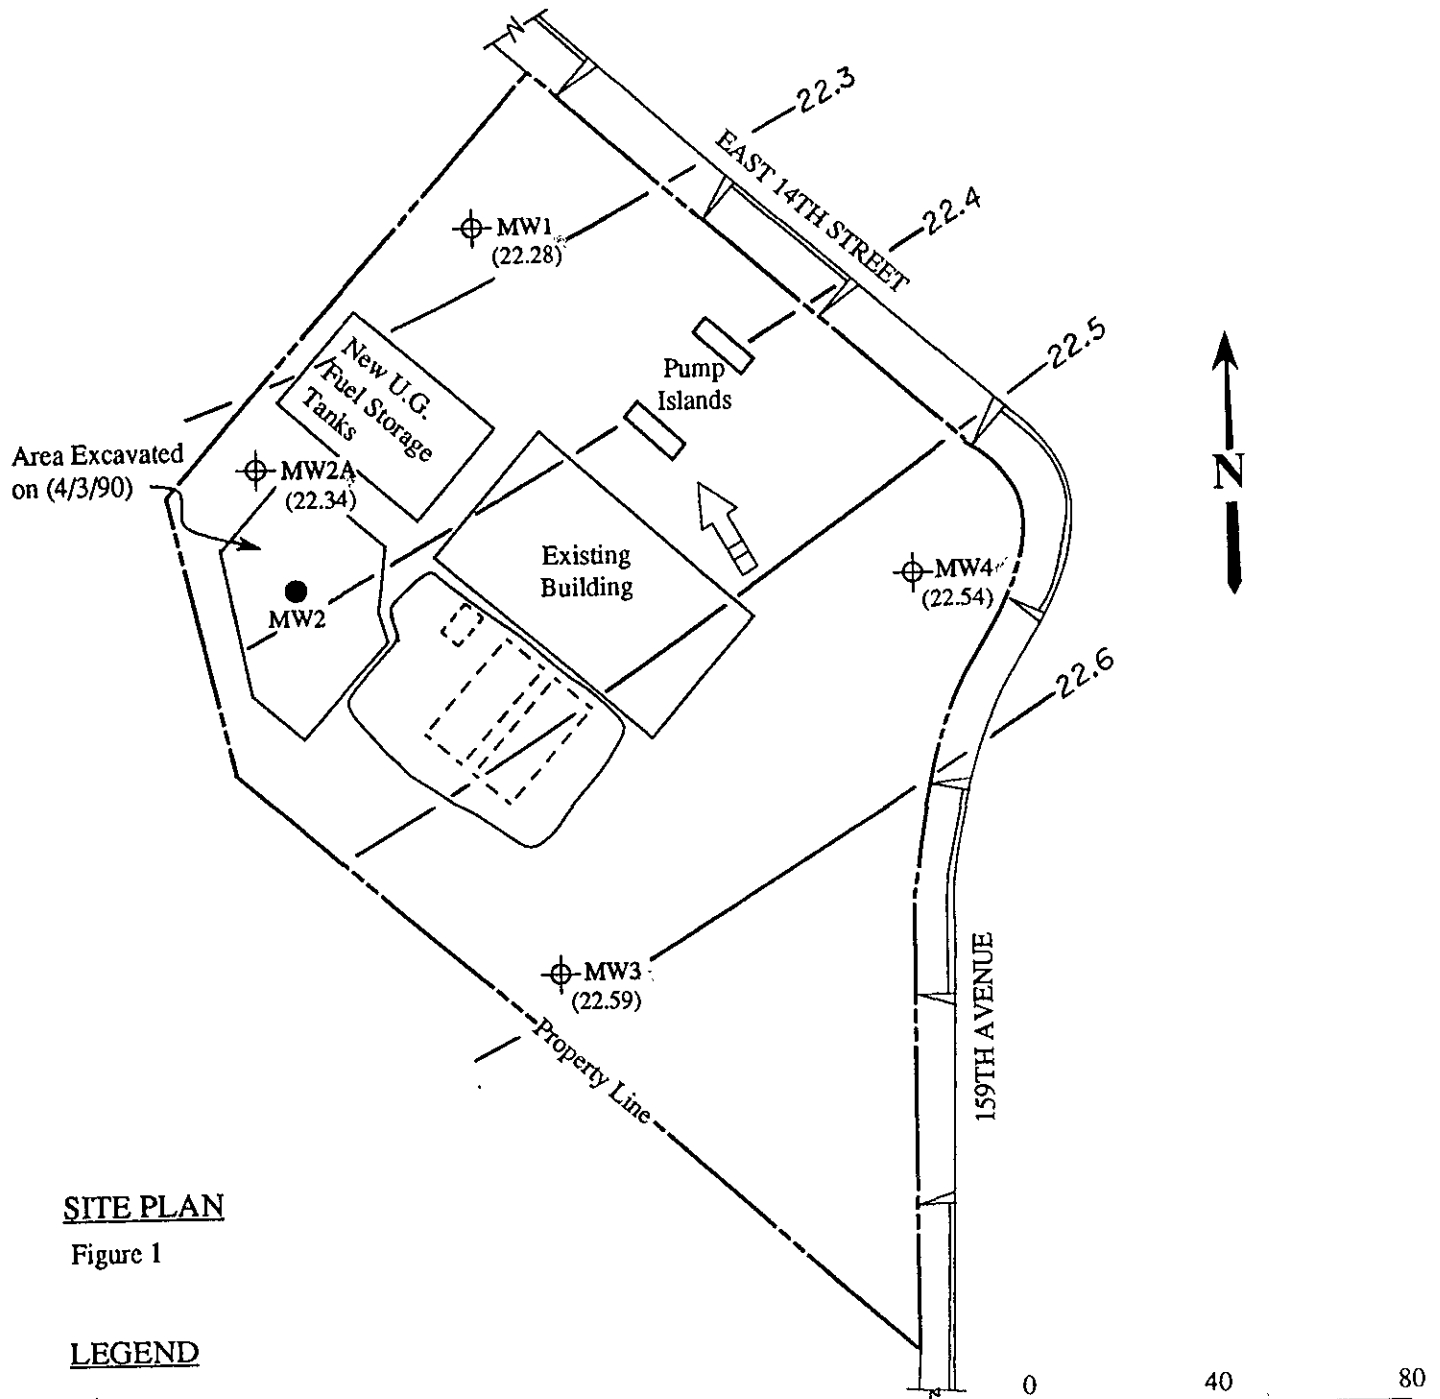 22.3
EAST 14TH STREET
22.4
MW1
(22.28)
22.5
New U.G.
Fuel Storage
Tanks
Pump
Islands
Area Excavated
on (4/3/90)
MW2A
(22.34)
N
Existing
Building
MW4
(22.54)
MW2
22.6
MW3
(22.59)
159TH AVENUE
Property Line
SITE PLAN
Figure 1
LEGEND
0 40 80